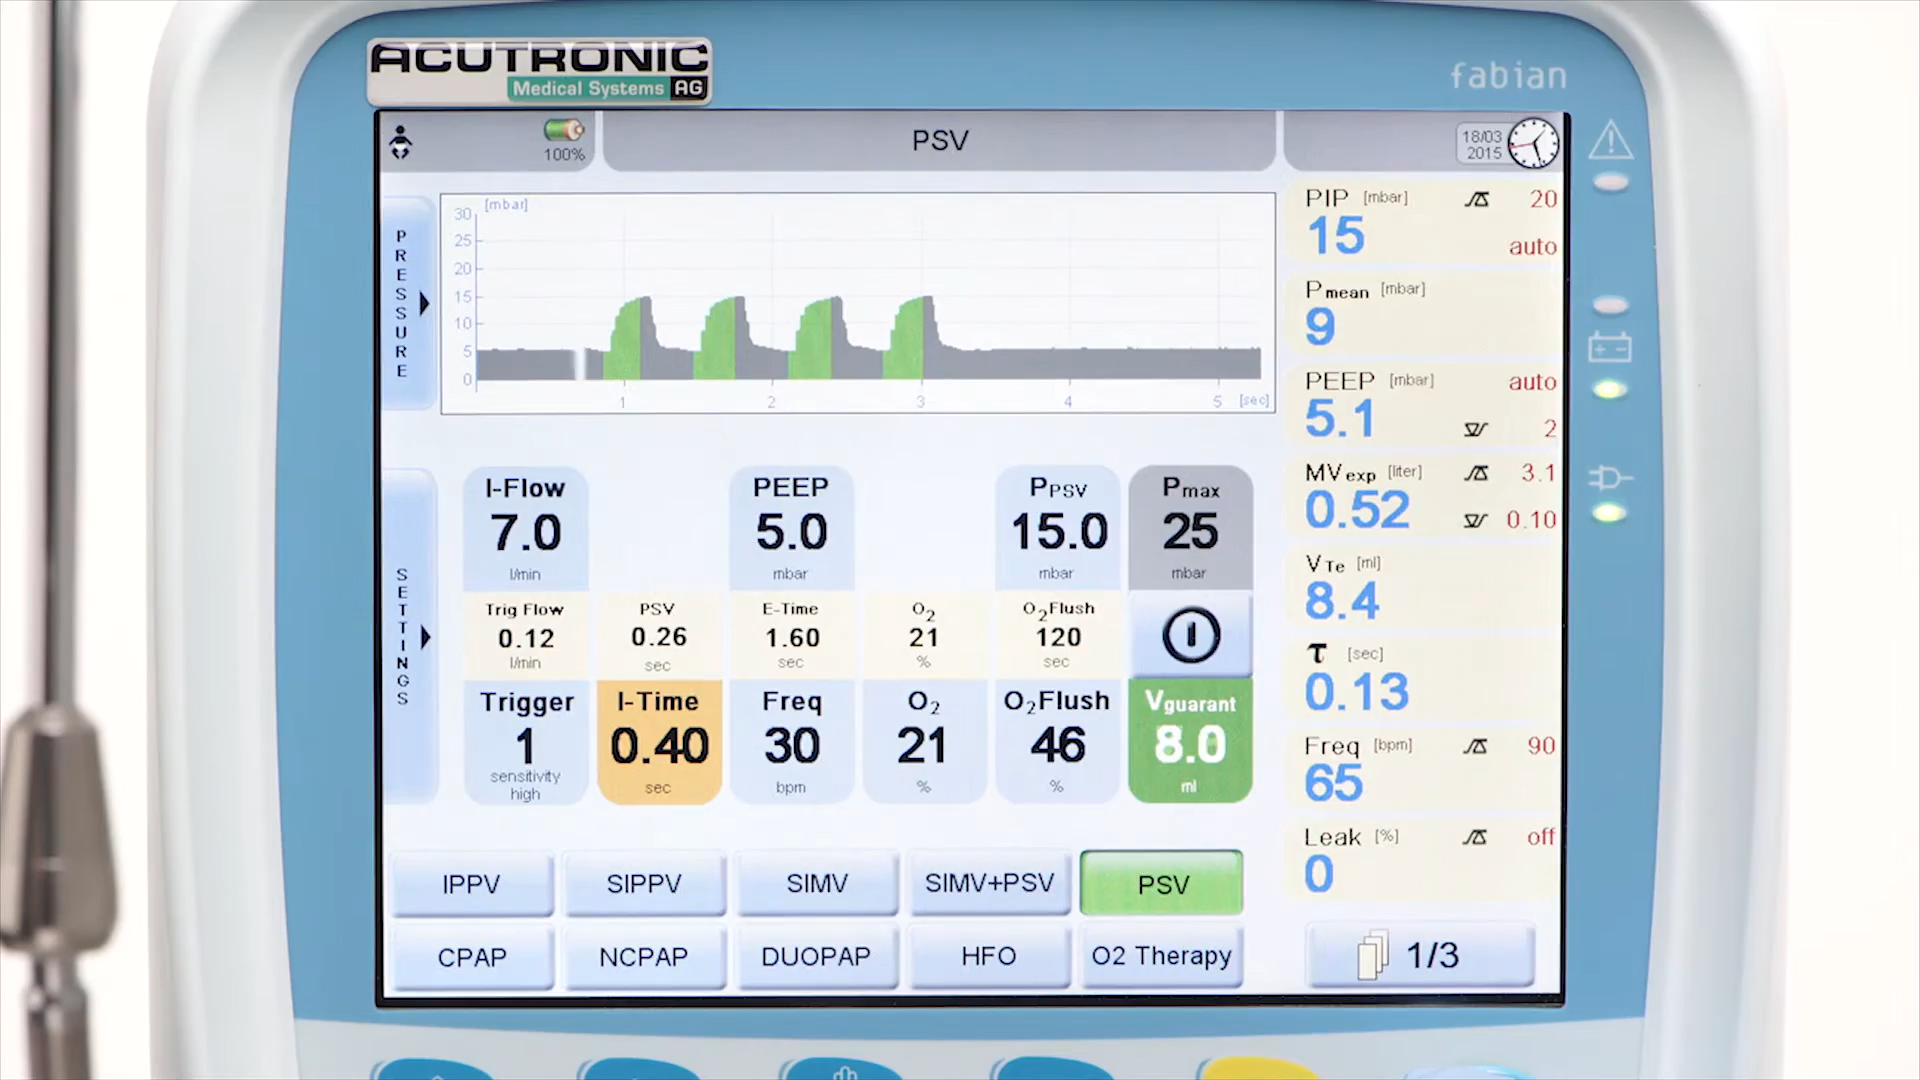 ACUTRONIC
Medical Systems AG
fabian
100%
PSV
18/03
2015
PRESSURE
[mbar]
30
25
20
15
10
5
0
1
2
3
4
5
[sec]
PIP [mbar] 20
15
auto
Pmean [mbar]
9
PEEP [mbar] auto
5.1
2
MVexp [liter] 3.1
0.52
0.10
VTe [ml]
8.4
τ [sec]
0.13
Freq [bpm] 90
65
Leak [%] off
0
1/3
SETTINGS
I-Flow
7.0
l/min
PEEP
5.0
mbar
PPSV
15.0
mbar
Pmax
25
mbar
Trig Flow
0.12
l/min
PSV
0.26
sec
E-Time
1.60
sec
O2
21
%
O2Flush
120
sec
Trigger
1
sensitivity
high
I-Time
0.40
sec
Freq
30
bpm
O2
21
%
O2Flush
46
%
Vguarant
8.0
ml
IPPV
SIPPV
SIMV
SIMV+PSV
PSV
CPAP
NCPAP
DUOPAP
HFO
O2 Therapy